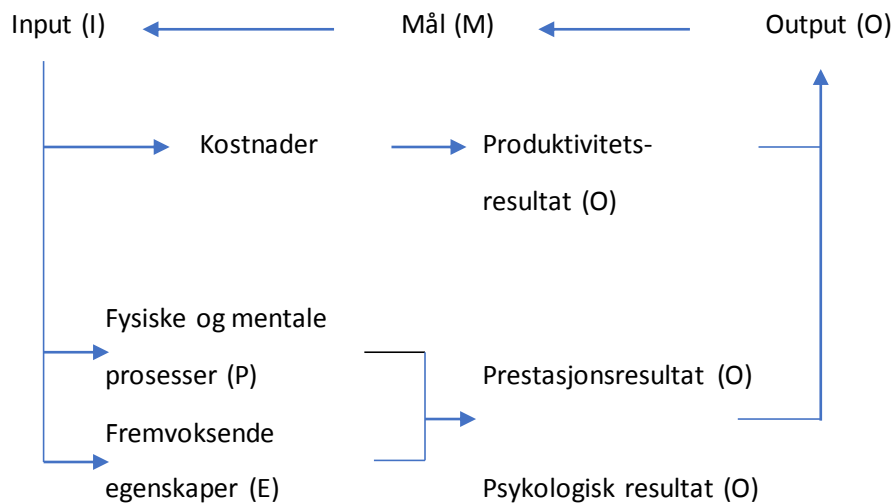 Input (I) Mål (M) Output (O)
Kostnader Produktivitets-
resultat (O)
Fysiske og mentale
prosesser (P) Prestasjonsresultat (O)
Fremvoksende
egenskaper (E) Psykologisk resultat (O)